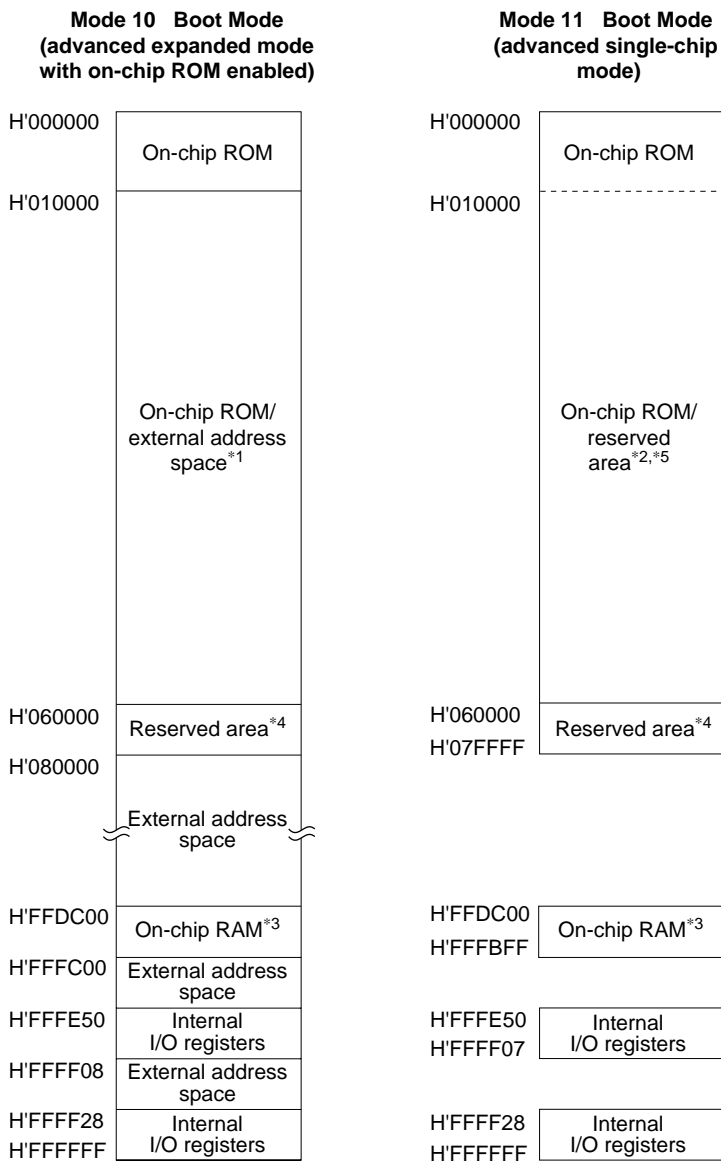 Mode 10 Boot Mode
(advanced expanded mode
with on-chip ROM enabled)
H'000000
On-chip ROM
H'010000
On-chip ROM/
external address
space*1
H'060000
Reserved area*4
H'080000
External address
space
H'FFDC00
On-chip RAM*3
H'FFFC00
External address
space
H'FFFE50
Internal
I/O registers
H'FFFF08
External address
space
H'FFFF28
Internal
I/O registers
H'FFFFFF
Mode 11 Boot Mode
(advanced single-chip
mode)
H'000000
On-chip ROM
H'010000
On-chip ROM/
reserved
area*2,*5
H'060000
Reserved area*4
H'07FFFF
H'FFDC00
On-chip RAM*3
H'FFFBFF
H'FFFE50
Internal
I/O registers
H'FFFF07
H'FFFF28
Internal
I/O registers
H'FFFFFF